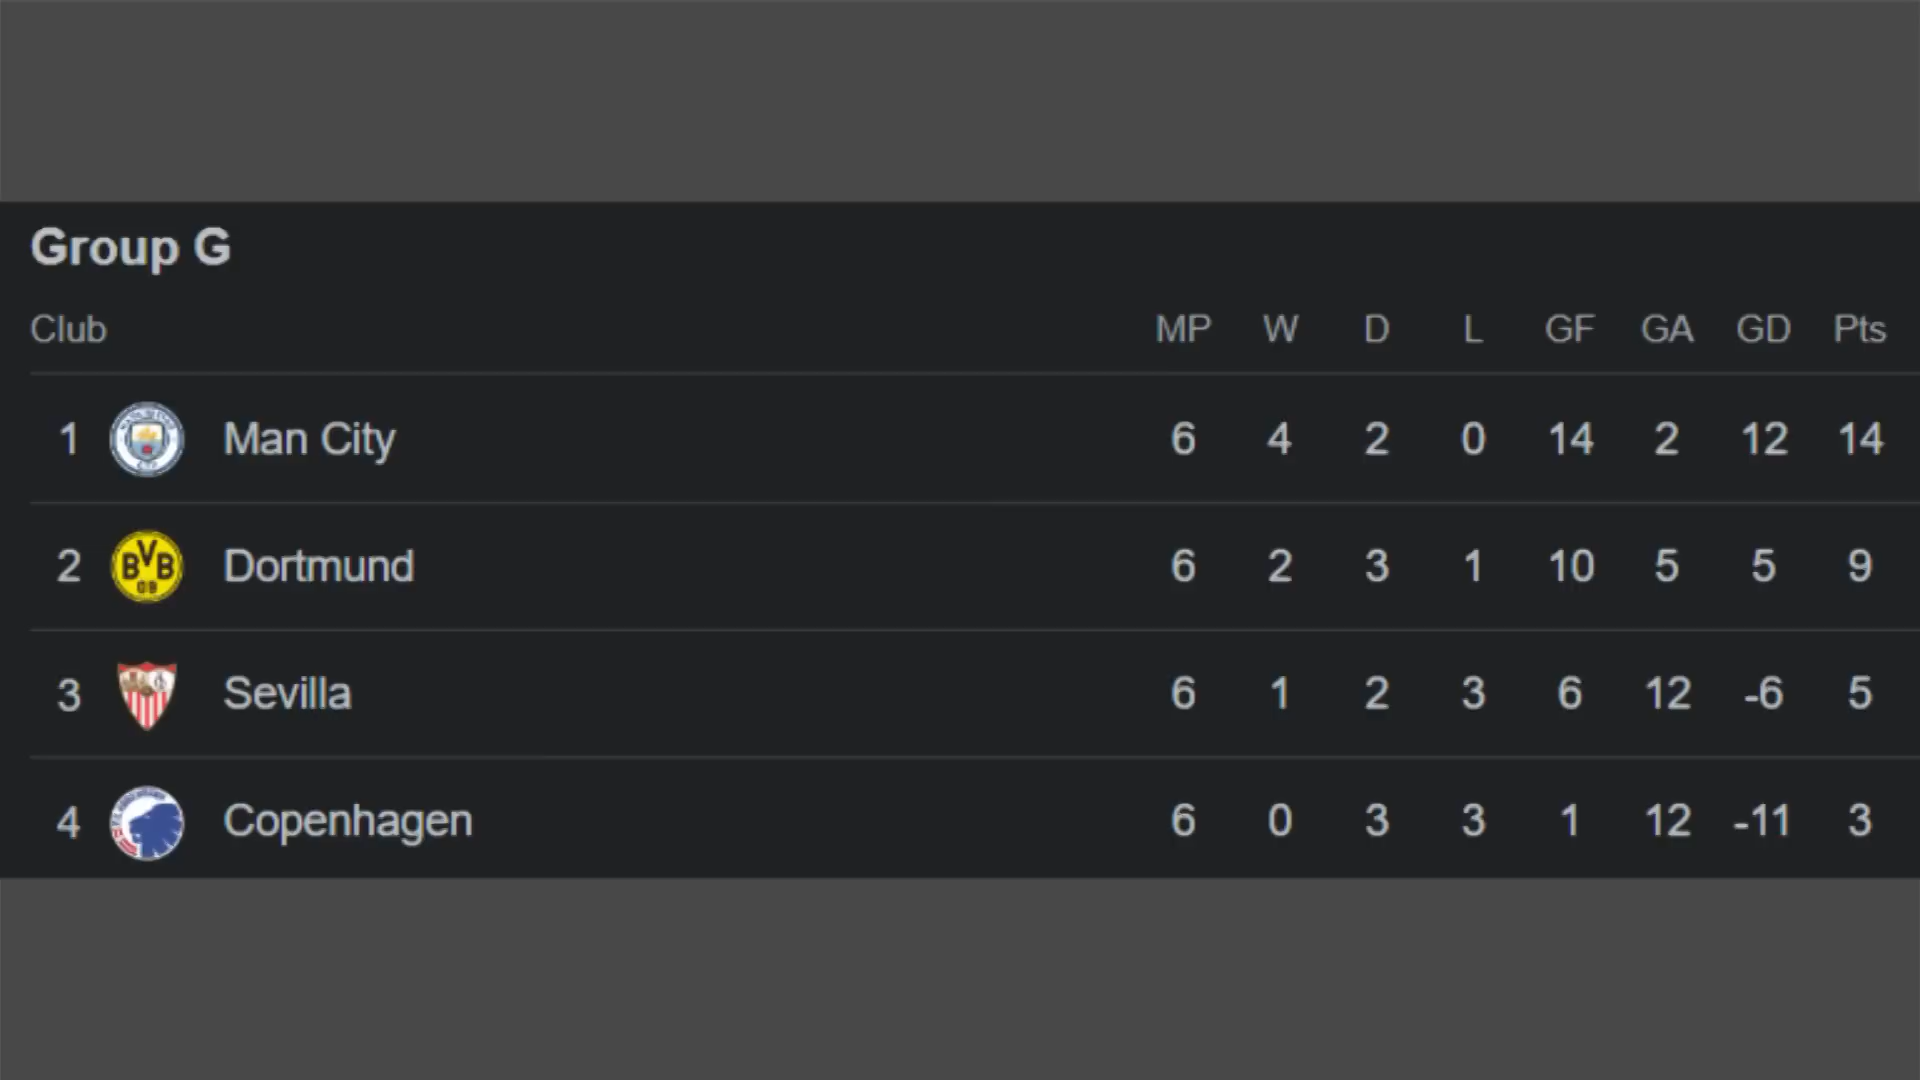 Group G
Club MP W D L GF GA GD Pts
1 Man City 6 4 2 0 14 2 12 14
2 BVB 09 Dortmund 6 2 3 1 10 5 5 9
3 Sevilla 6 1 2 3 6 12 -6 5
4 Copenhagen 6 0 3 3 1 12 -11 3